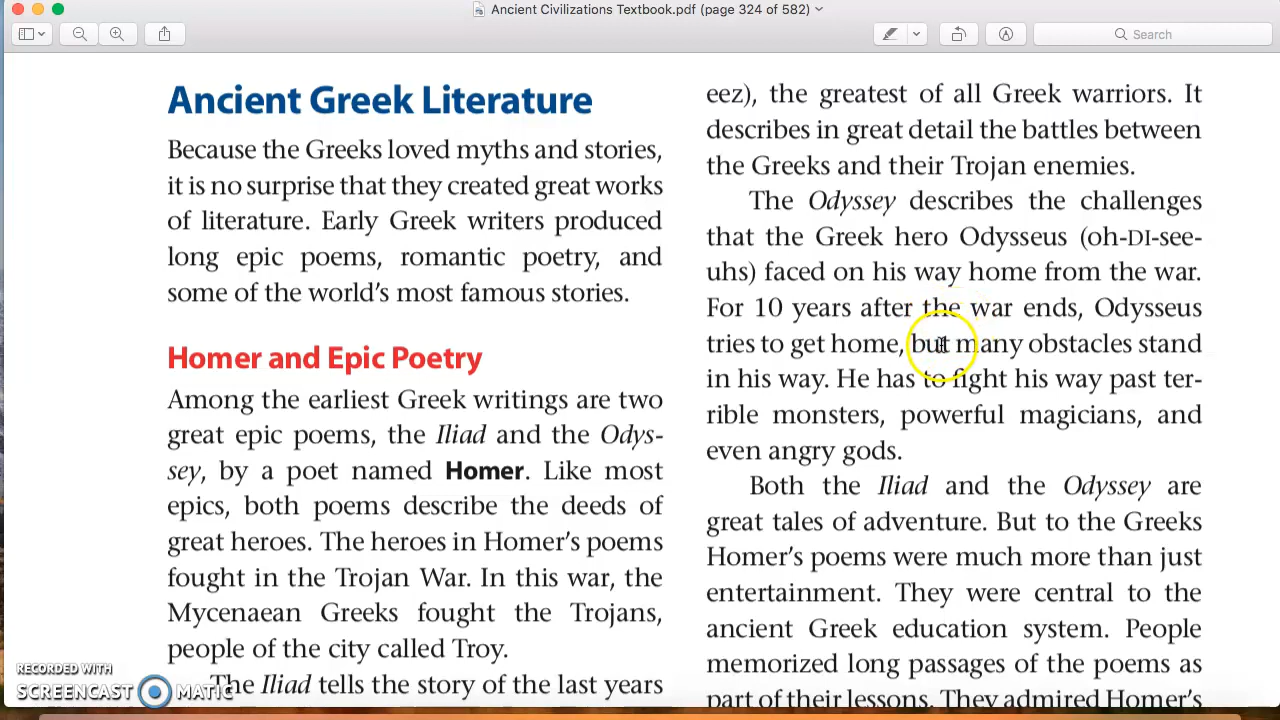 Ancient Civilizations Textbook.pdf (page 324 of 582)
Search
Ancient Greek Literature
Because the Greeks loved myths and stories,
it is no surprise that they created great works
of literature. Early Greek writers produced
long epic poems, romantic poetry, and
some of the world's most famous stories.
Homer and Epic Poetry
Among the earliest Greek writings are two
great epic poems, the Iliad and the Odys-
sey, by a poet named Homer. Like most
epics, both poems describe the deeds of
great heroes. The heroes in Homer's poems
fought in the Trojan War. In this war, the
Mycenaean Greeks fought the Trojans,
people of the city called Troy.
The Iliad tells the story of the last years
eez), the greatest of all Greek warriors. It
describes in great detail the battles between
the Greeks and their Trojan enemies.
The Odyssey describes the challenges
that the Greek hero Odysseus (oh-DI-see-
uhs) faced on his way home from the war.
For 10 years after the war ends, Odysseus
tries to get home, but many obstacles stand
in his way. He has to fight his way past ter-
rible monsters, powerful magicians, and
even angry gods.
Both the Iliad and the Odyssey are
great tales of adventure. But to the Greeks
Homer's poems were much more than just
entertainment. They were central to the
ancient Greek education system. People
memorized long passages of the poems as
part of their lessons. They admired Homer's
RECORDED WITH
SCREENCAST MATIC